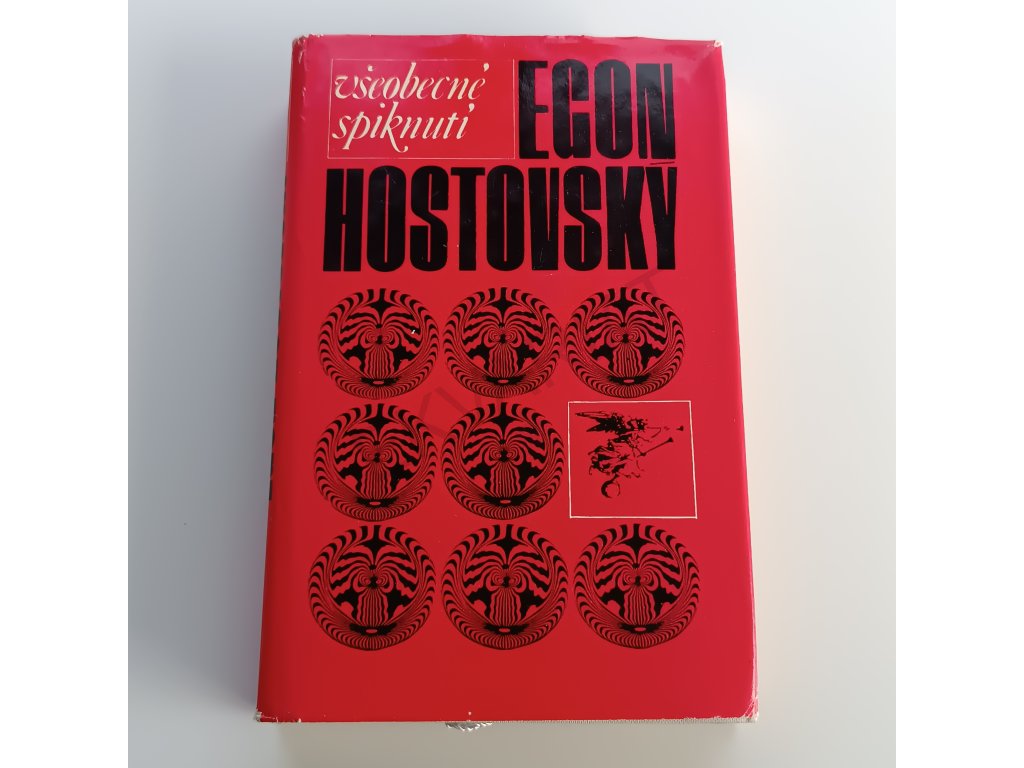 všeobecné
spiknutí
EGON
HOSTOVSKÝ